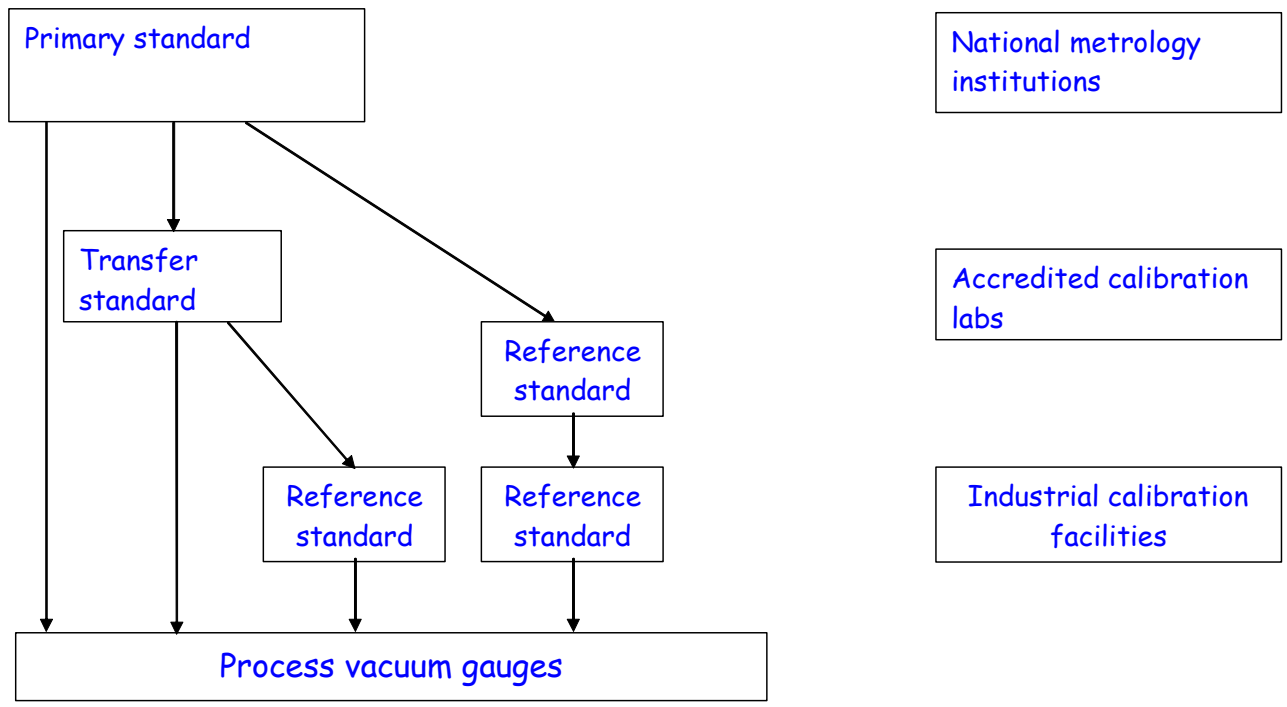 Primary standard
National metrology
institutions
Transfer
standard
Accredited calibration
labs
Reference
standard
Reference
standard
Reference
standard
Industrial calibration
facilities
Process vacuum gauges